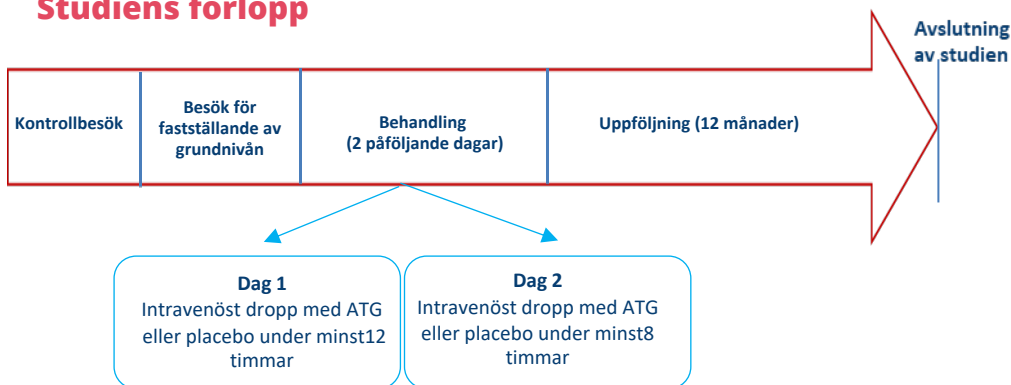 Studiens förlopp
Avslutning
av studien
Kontrollbesök
Besök för
fastställande av
grundnivån
Behandling
(2 påföljande dagar)
Uppföljning (12 månader)
Dag 1
Intravenöst dropp med ATG
eller placebo under minst12
timmar
Dag 2
Intravenöst dropp med ATG
eller placebo under minst8
timmar